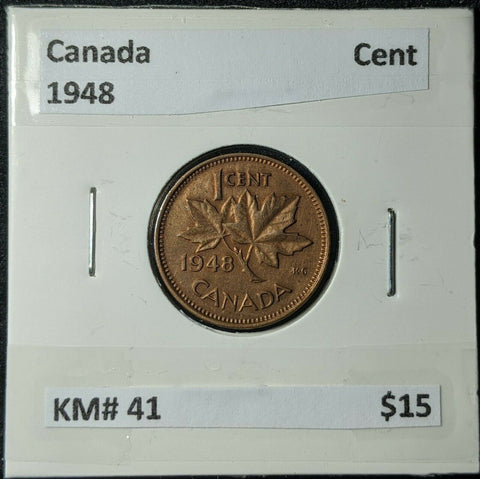 Canada Cent
1948
1 CENT
1948 KG
CANADA
KM# 41 $15